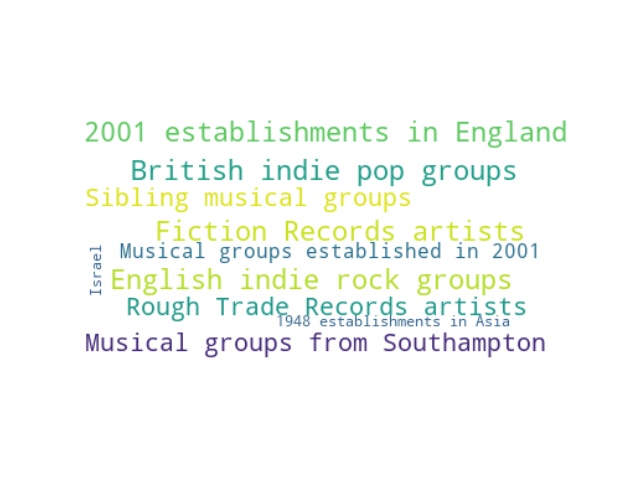 2001 establishments in England
British indie pop groups
Sibling musical groups
Fiction Records artists
Musical groups established in 2001
Israel
English indie rock groups
Rough Trade Records artists
1948 establishments in Asia
Musical groups from Southampton